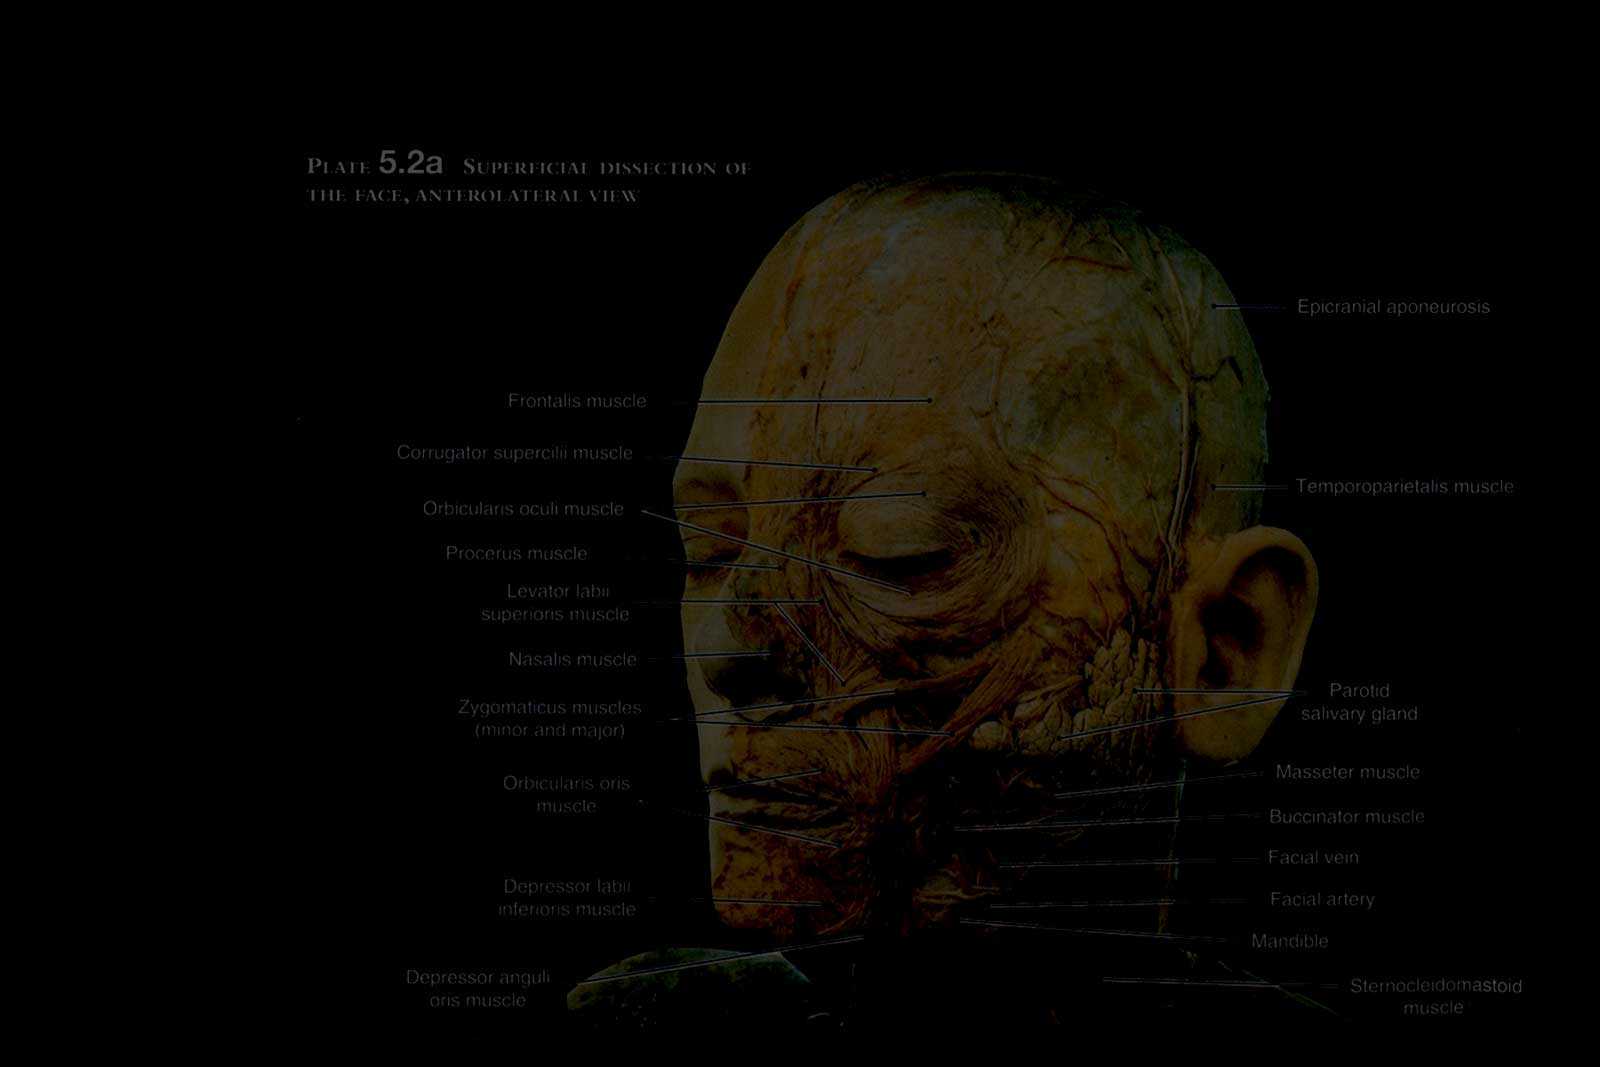 PLATE 5.2a SUPERFICIAL DISSECTION OF
THE FACE, ANTEROLATERAL VIEW
Epicranial aponeurosis
Frontalis muscle
Corrugator supercilii muscle
Temporoparietalis muscle
Orbicularis oculi muscle
Procerus muscle
Levator labii
superioris muscle
Nasalis muscle
Zygomaticus muscles
(minor and major)
Parotid
salivary gland
Orbicularis oris
muscle
Masseter muscle
Buccinator muscle
Facial vein
Depressor labii
inferioris muscle
Facial artery
Mandible
Depressor anguli
oris muscle
Sternocleidomastoid
muscle